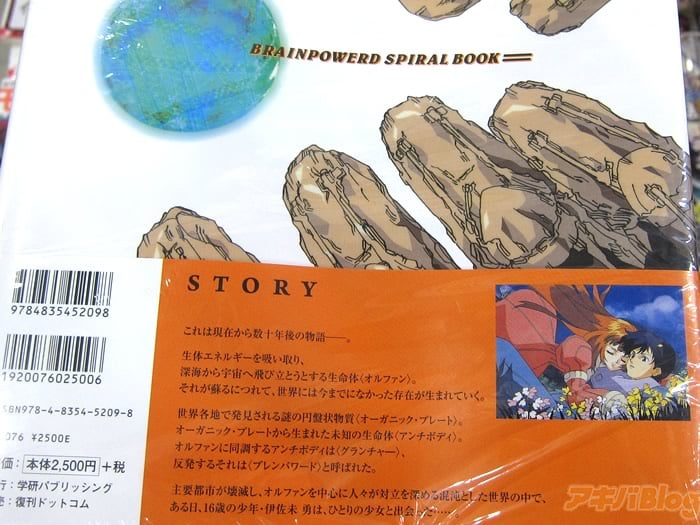 BRAINPOWERD SPIRAL BOOK
STORY
これは現在から数十年後の物語――。
生体エネルギーを吸い取り、
深海から宇宙へ飛び立とうとする生命体〈オルファン〉。
それが蘇るにつれて、世界には今までになかった存在が生まれていく。
世界各地で発見される謎の円盤状物質〈オーガニック・プレート〉。
オーガニック・プレートから生まれた未知の生命体〈アンチボディ〉。
オルファンに同調するアンチボディは〈グランチャー〉、
反発するそれは〈ブレンパワード〉と呼ばれた。
主要都市が壊滅し、オルファンを中心に人々が対立を深める混沌とした世界の中で、
ある日、16歳の少年・伊佐未 勇は、ひとりの少女と出会った……。
9784835452098
1920076025006
ISBN978-4-8354-5209-8
076 ¥2500E
価:本体2,500円+税
行:学研パブリッシング
売:復刊ドットコム
アキバBlog